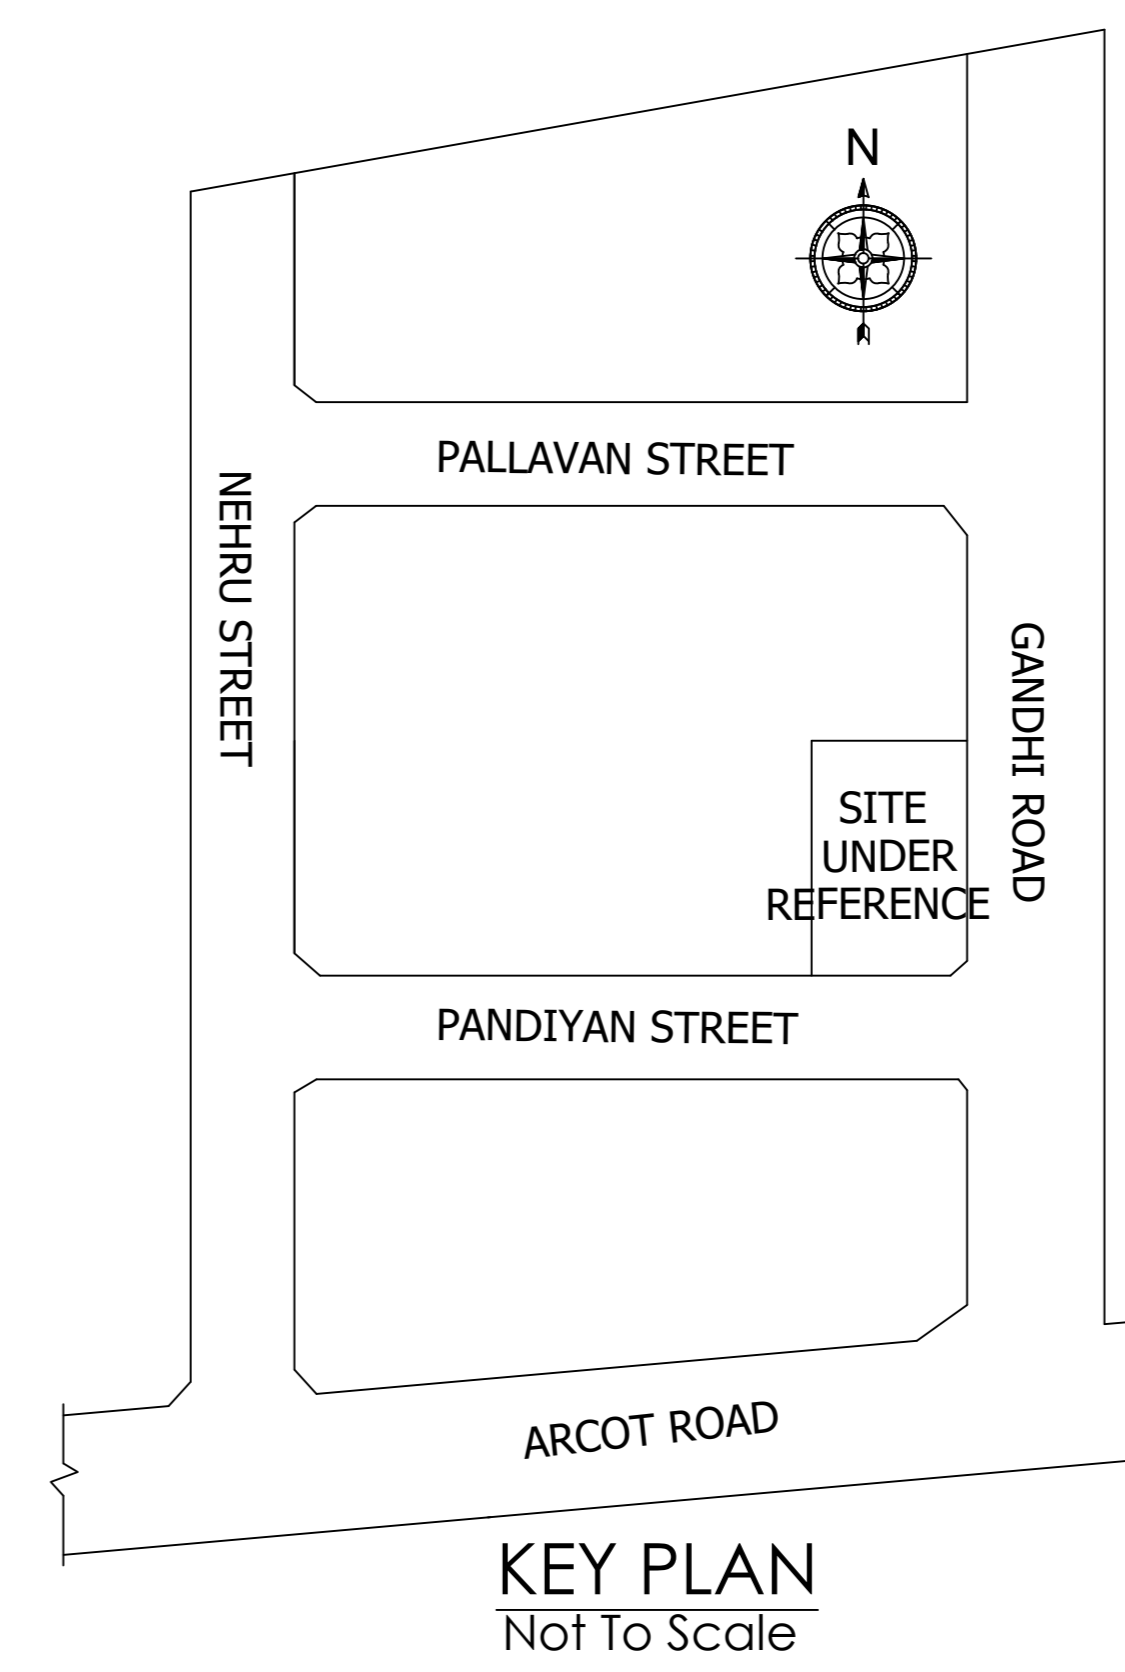 N
PALLAVAN STREET
NEHRU STREET
GANDHI ROAD
SITE
UNDER
REFERENCE
PANDIYAN STREET
ARCOT ROAD
KEY PLAN
Not To Scale